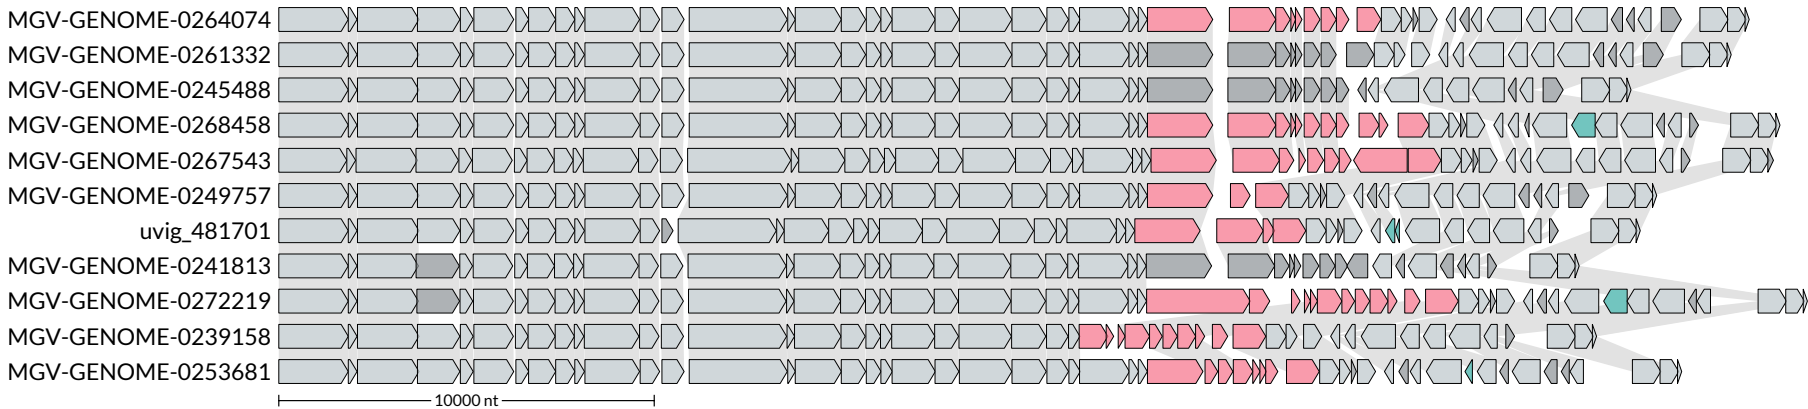 MGV-GENOME-0264074
MGV-GENOME-0261332
MGV-GENOME-0245488
MGV-GENOME-0268458
MGV-GENOME-0267543
MGV-GENOME-0249757
uvig_481701
MGV-GENOME-0241813
MGV-GENOME-0272219
MGV-GENOME-0239158
MGV-GENOME-0253681
10000 nt